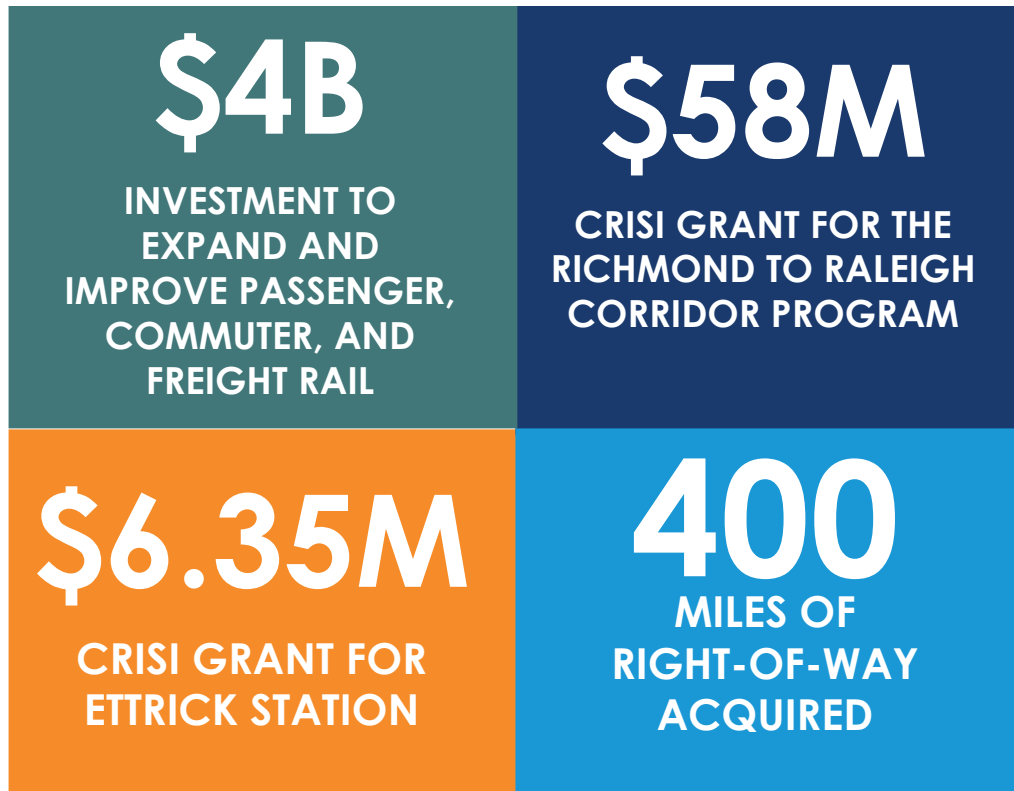 $4B
INVESTMENT TO
EXPAND AND
IMPROVE PASSENGER,
COMMUTER, AND
FREIGHT RAIL
$58M
CRISI GRANT FOR THE
RICHMOND TO RALEIGH
CORRIDOR PROGRAM
$6.35M
CRISI GRANT FOR
ETTRICK STATION
400
MILES OF
RIGHT-OF-WAY
ACQUIRED